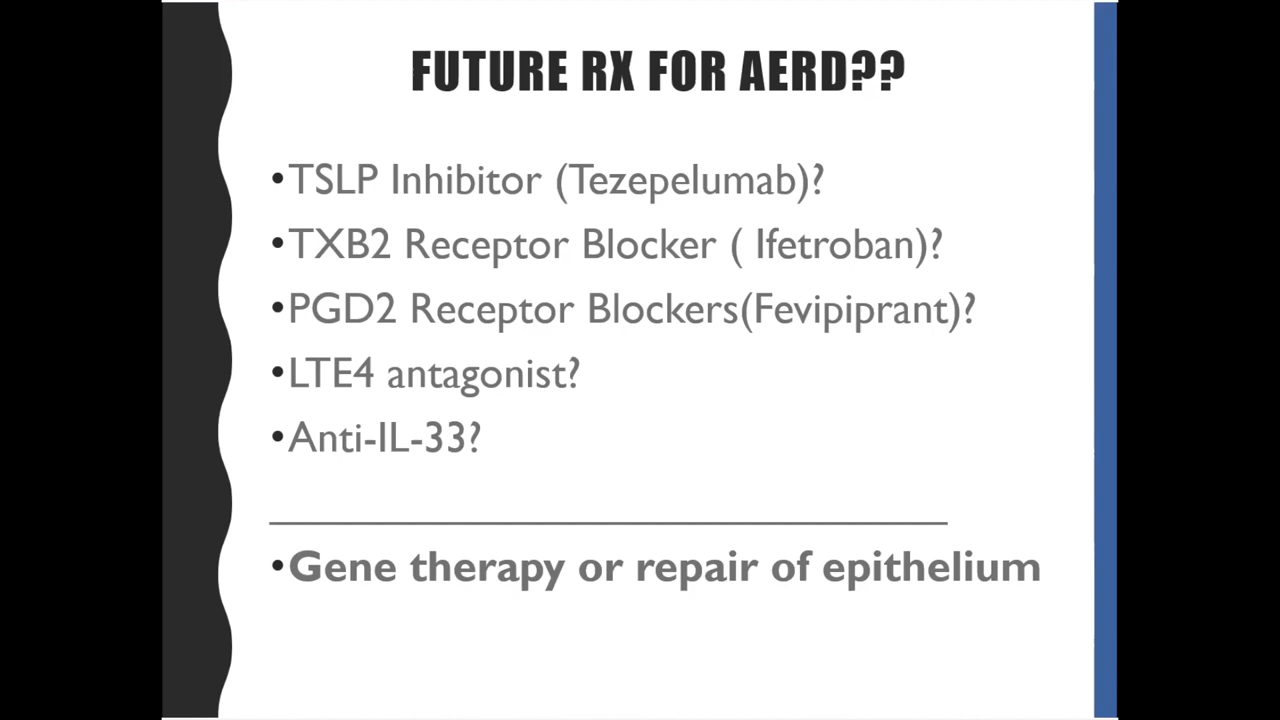 FUTURE RX FOR AERD??
•TSLP Inhibitor (Tezepelumab)?
•TXB2 Receptor Blocker ( Ifetroban)?
•PGD2 Receptor Blockers(Fevipiprant)?
•LTE4 antagonist?
•Anti-IL-33?
•Gene therapy or repair of epithelium